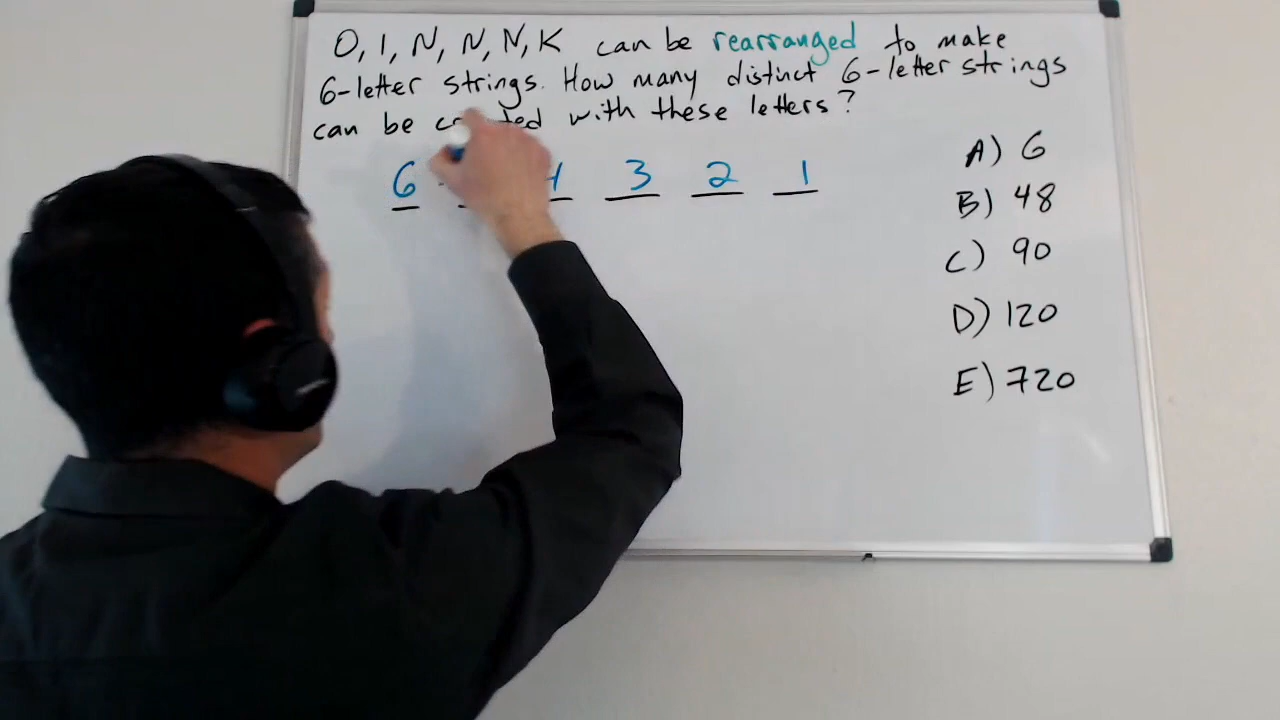 O, I, N, N, N, K can be rearranged to make
6-letter strings. How many distinct 6-letter strings
can be with these letters?
6 4 3 2 1
A) 6
B) 48
C) 90
D) 120
E) 720